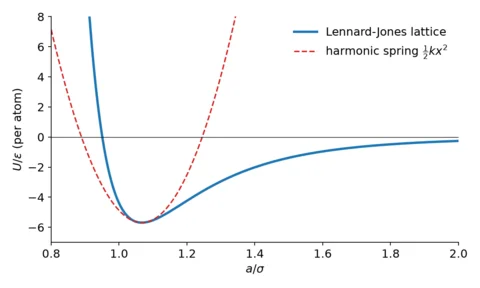 Lennard-Jones lattice
harmonic spring ½kx²
U/ε (per atom)
8
6
4
2
0
−2
−4
−6
0.8 1.0 1.2 1.4 1.6 1.8 2.0
a/σ